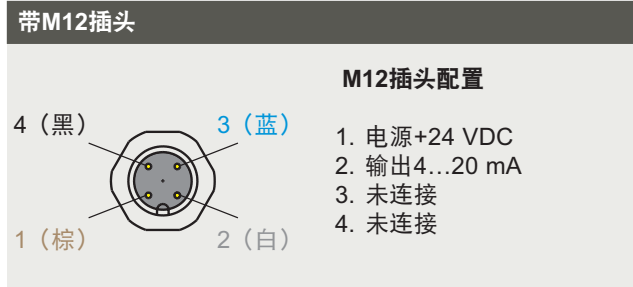 带M12插头
M12插头配置
4（黑）
3（蓝）
1（棕）
2（白）
1. 电源+24 VDC
2. 输出4…20 mA
3. 未连接
4. 未连接